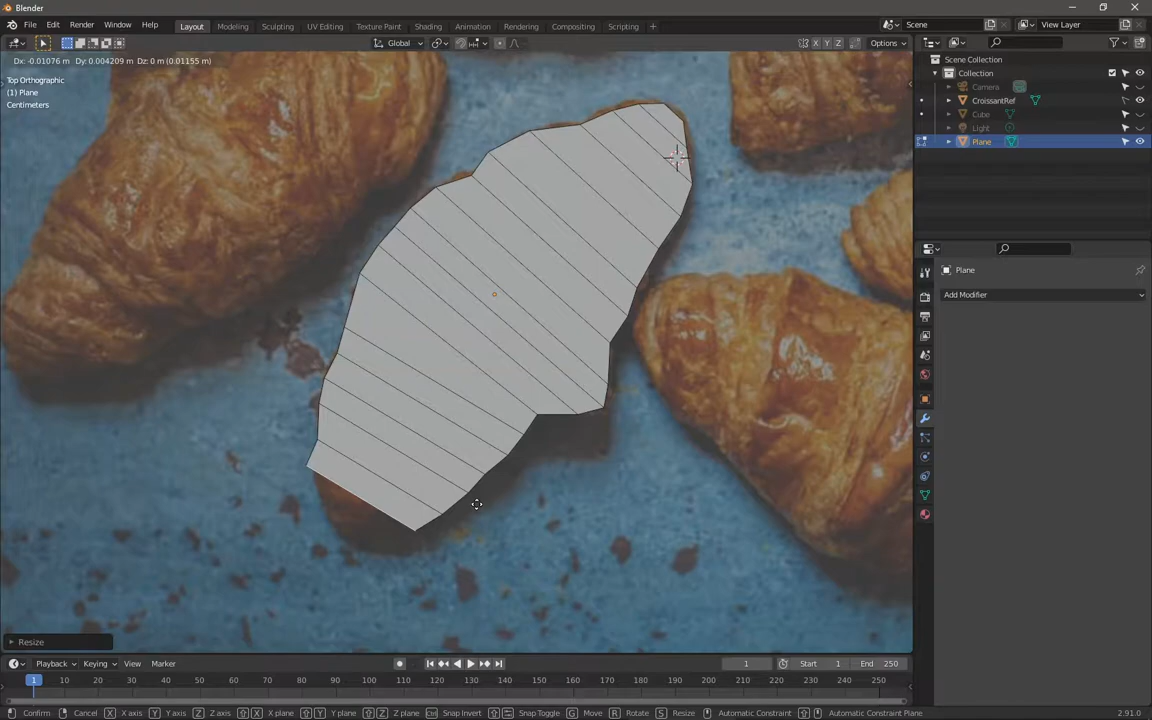 Blender
File Edit Render Window Help Layout Modeling Sculpting UV Editing Texture Paint Shading Animation Rendering Compositing Scripting + Scene View Layer
Global X Y Z Options
Dx: -0.01076 m Dy: 0.004209 m Dz: 0 m (0.01155 m)
Top Orthographic
(1) Plane
Centimeters
Scene Collection
Collection
Camera
CroissantRef
Cube
Light
Plane
Plane
Add Modifier
Resize
Playback Keying View Marker 1 Start 1 End 250
1 10 20 30 40 50 60 70 80 90 100 110 120 130 140 150 160 170 180 190 200 210 220 230 240 250
Confirm Cancel X X axis Y Y axis Z Z axis X X plane Y Y plane Z Z plane Ctrl Snap Invert Snap Toggle G Move R Rotate S Resize Automatic Constraint Automatic Constraint Plane 2.91.0